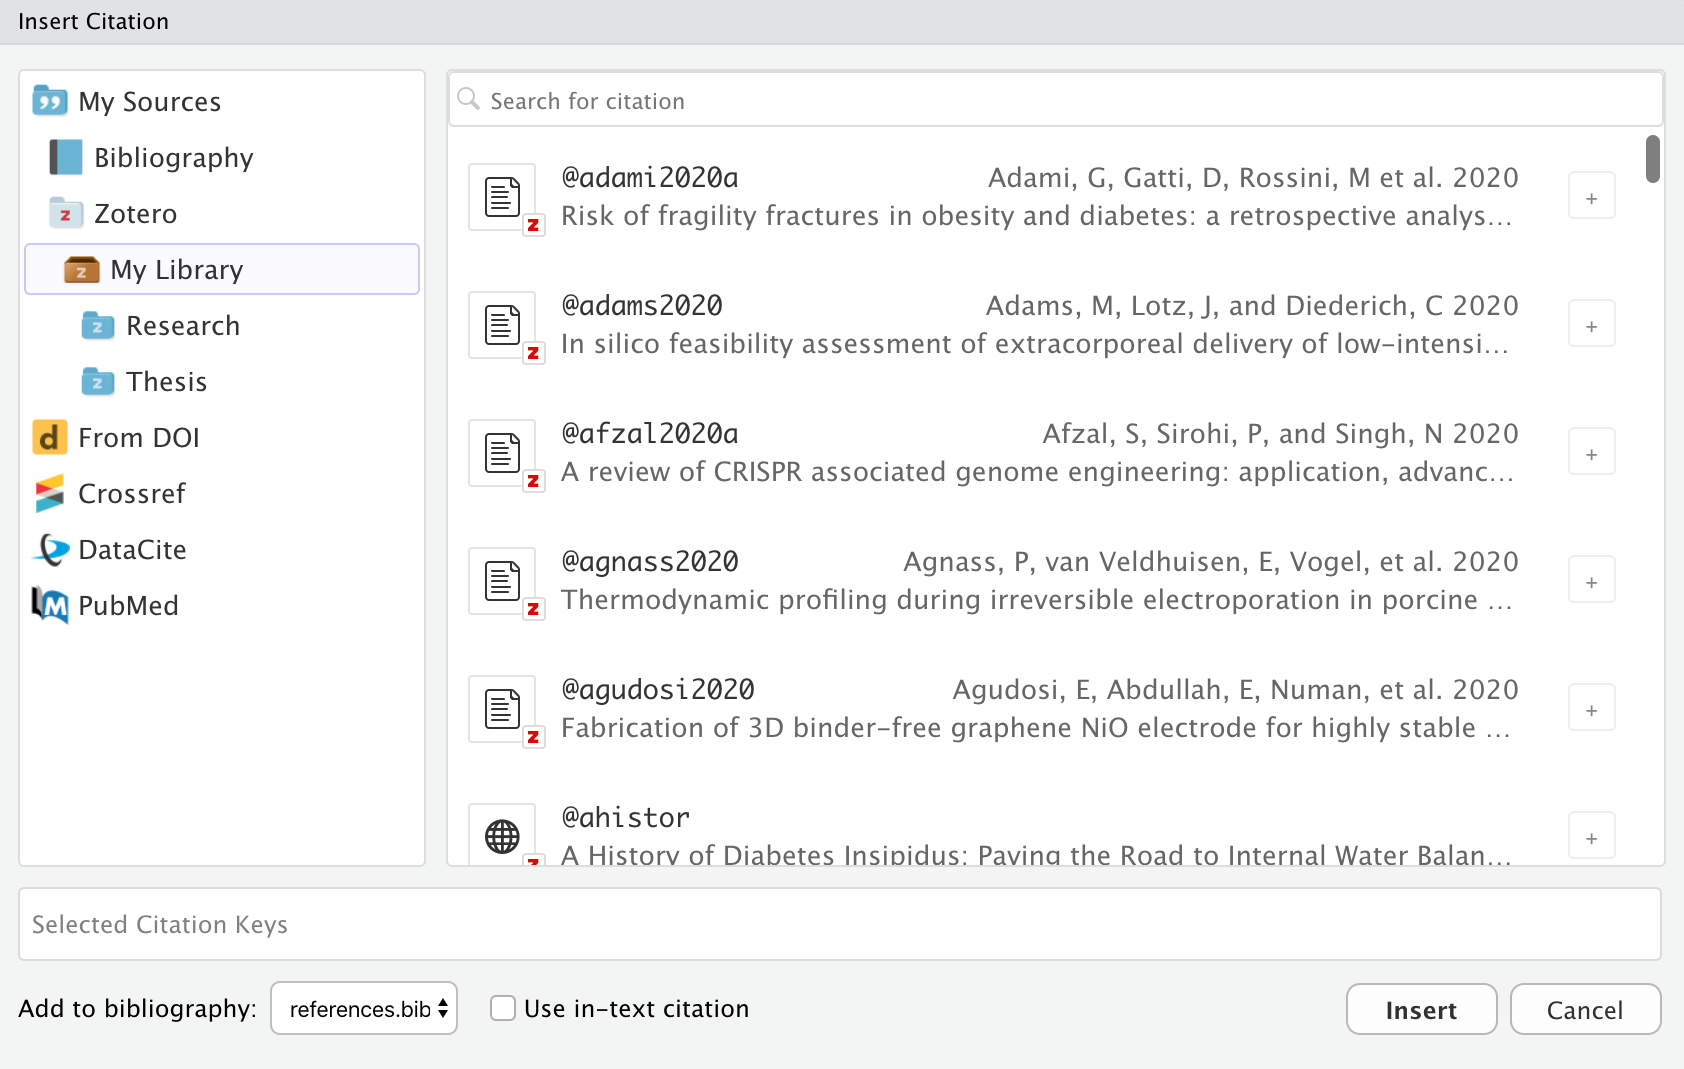 Insert Citation
My Sources
Bibliography
Zotero
My Library
Research
Thesis
From DOI
Crossref
DataCite
PubMed
Search for citation
@adami2020a Adami, G, Gatti, D, Rossini, M et al. 2020
Risk of fragility fractures in obesity and diabetes: a retrospective analys...
@adams2020 Adams, M, Lotz, J, and Diederich, C 2020
In silico feasibility assessment of extracorporeal delivery of low-intensi...
@afzal2020a Afzal, S, Sirohi, P, and Singh, N 2020
A review of CRISPR associated genome engineering: application, advanc...
@agnass2020 Agnass, P, van Veldhuisen, E, Vogel, et al. 2020
Thermodynamic profiling during irreversible electroporation in porcine ...
@agudosi2020 Agudosi, E, Abdullah, E, Numan, et al. 2020
Fabrication of 3D binder-free graphene NiO electrode for highly stable ...
@ahistor
A History of Diabetes Insipidus: Paving the Road to Internal Water Balan...
Selected Citation Keys
Add to bibliography: references.bib Use in-text citation Insert Cancel